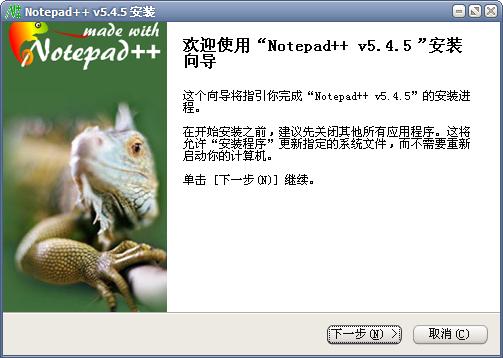 Notepad++ v5.4.5 安装
made with
Notepad++
欢迎使用“Notepad++ v5.4.5 ”安装
向导
这个向导将指引你完成“Notepad++ v5.4.5”的安装进
程。
在开始安装之前，建议先关闭其他所有应用程序。这将
允许“安装程序”更新指定的系统文件，而不需要重新
启动你的计算机。
单击 [下一步(N)] 继续。
下一步(N) >
取消(C)